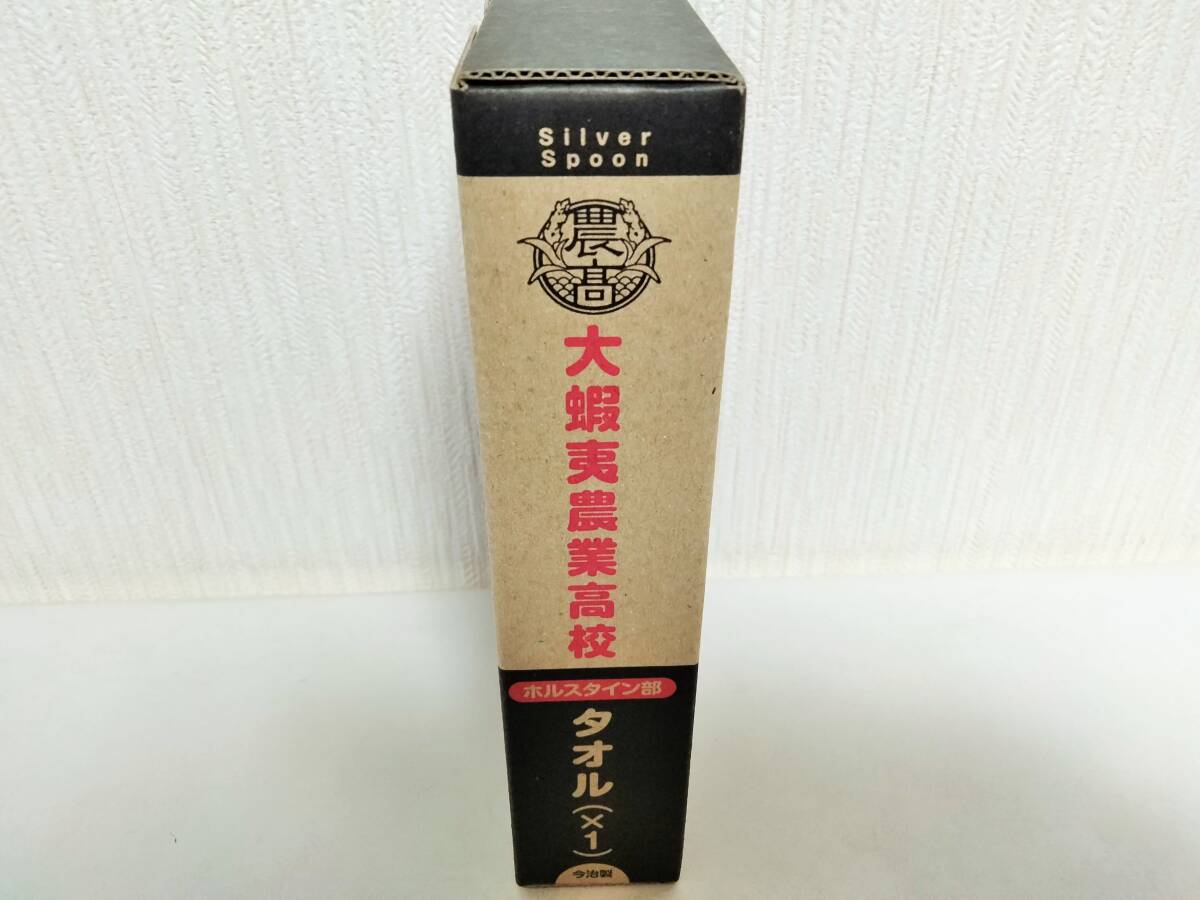 Silver
Spoon
農高
大蝦夷農業高校
ホルスタイン部
タオル(×1)
今治製